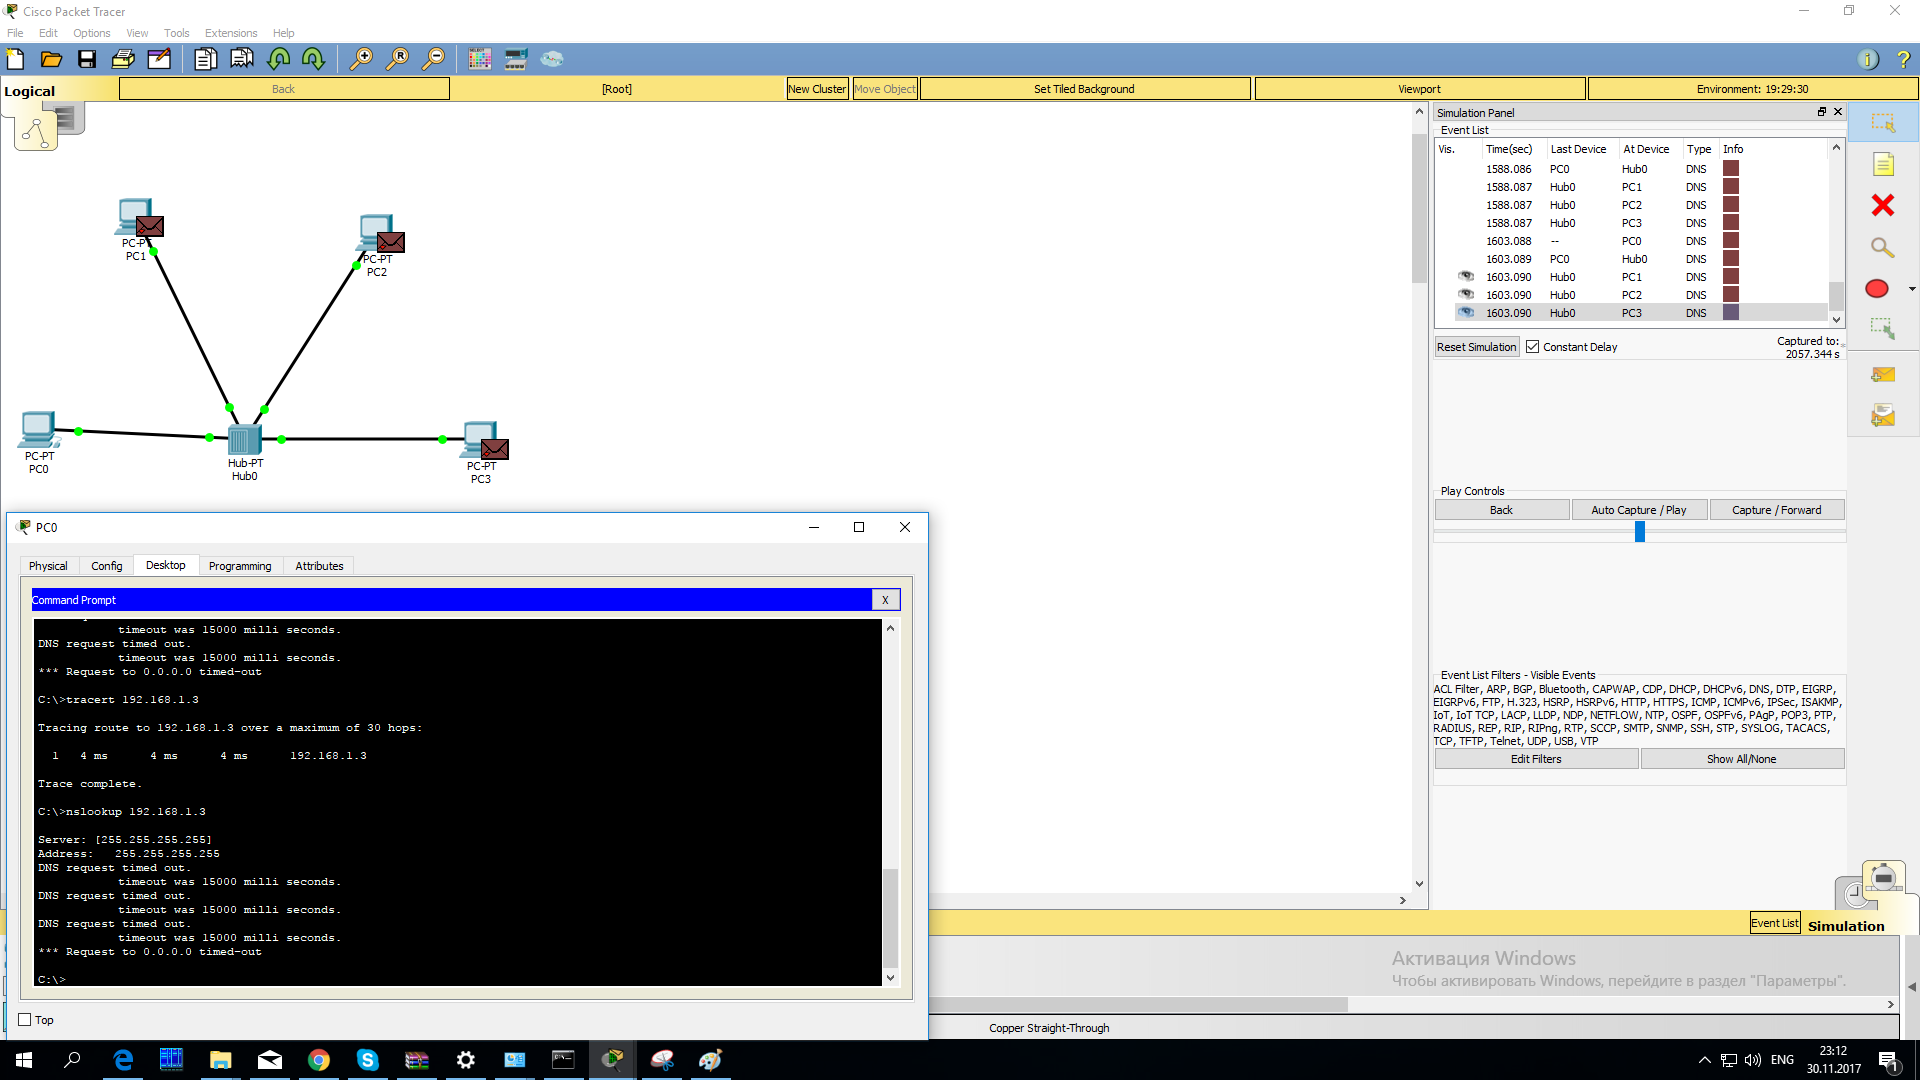 Cisco Packet Tracer
File Edit Options View Tools Extensions Help
Logical Back [Root] New Cluster Move Object Set Tiled Background Viewport Environment: 19:29:30
PC-PT
PC1
PC-PT
PC2
PC-PT
PC0
Hub-PT
Hub0
PC-PT
PC3
Simulation Panel
Event List
Vis. Time(sec) Last Device At Device Type Info
1588.086 PC0 Hub0 DNS
1588.087 Hub0 PC1 DNS
1588.087 Hub0 PC2 DNS
1588.087 Hub0 PC3 DNS
1603.088 -- PC0 DNS
1603.089 PC0 Hub0 DNS
1603.090 Hub0 PC1 DNS
1603.090 Hub0 PC2 DNS
1603.090 Hub0 PC3 DNS
Reset Simulation Constant Delay Captured to:
2057.344 s
Play Controls
Back Auto Capture / Play Capture / Forward
Event List Filters - Visible Events
ACL Filter, ARP, BGP, Bluetooth, CAPWAP, CDP, DHCP, DHCPv6, DNS, DTP, EIGRP,
EIGRPv6, FTP, H.323, HSRP, HSRPv6, HTTP, HTTPS, ICMP, ICMPv6, IPSec, ISAKMP,
IoT, IoT TCP, LACP, LLDP, NDP, NETFLOW, NTP, OSPF, OSPFv6, PAgP, POP3, PTP,
RADIUS, REP, RIP, RIPng, RTP, SCCP, SMTP, SNMP, SSH, STP, SYSLOG, TACACS,
TCP, TFTP, Telnet, UDP, USB, VTP
Edit Filters Show All/None
PC0
Physical Config Desktop Programming Attributes
Command Prompt X
timeout was 15000 milli seconds.
DNS request timed out.
timeout was 15000 milli seconds.
*** Request to 0.0.0.0 timed-out
C:\>tracert 192.168.1.3
Tracing route to 192.168.1.3 over a maximum of 30 hops:
1 4 ms 4 ms 4 ms 192.168.1.3
Trace complete.
C:\>nslookup 192.168.1.3
Server: [255.255.255.255]
Address: 255.255.255.255
DNS request timed out.
timeout was 15000 milli seconds.
DNS request timed out.
timeout was 15000 milli seconds.
DNS request timed out.
timeout was 15000 milli seconds.
*** Request to 0.0.0.0 timed-out
C:\>
Top
Event List Simulation
Активация Windows
Чтобы активировать Windows, перейдите в раздел "Параметры".
Copper Straight-Through
ENG
23:12
30.11.2017
1